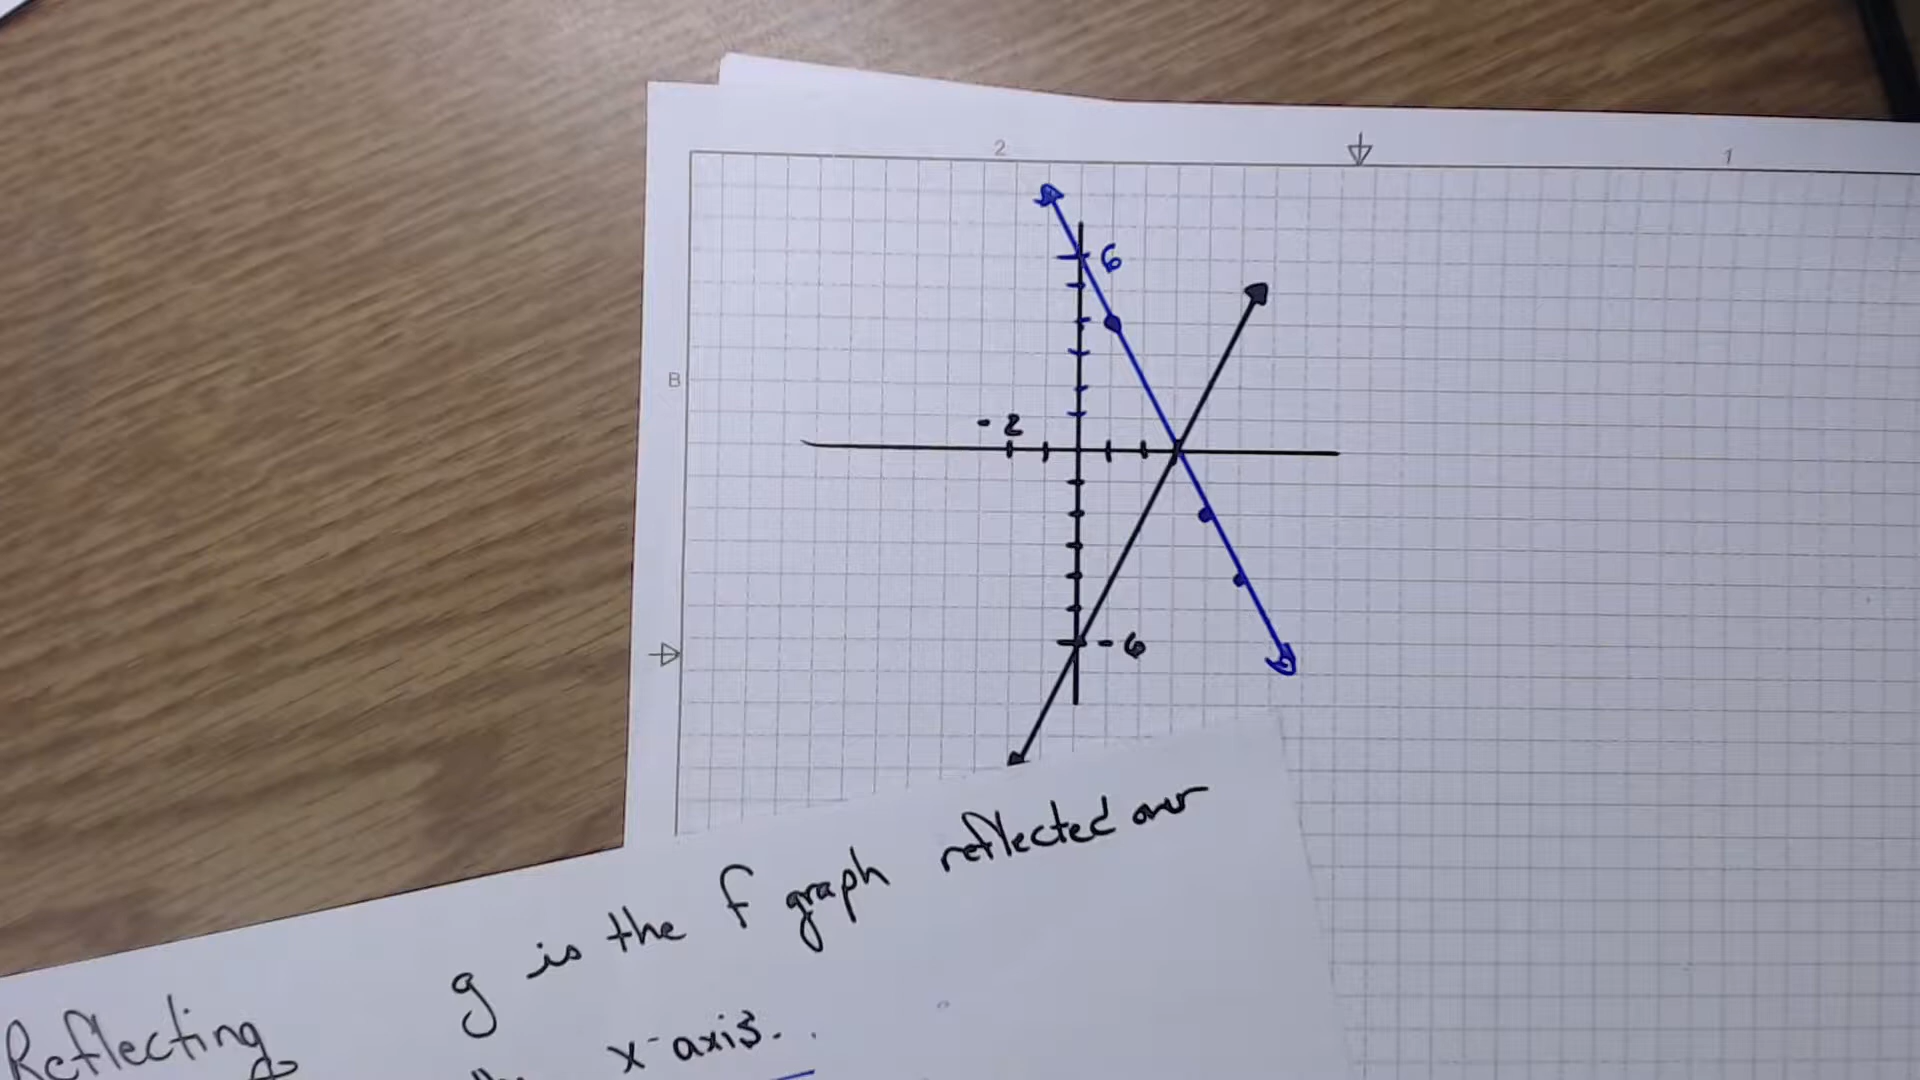 2 1
6
B
- 2
- 6
g is the f graph reflected over
Reflecting x-axis.